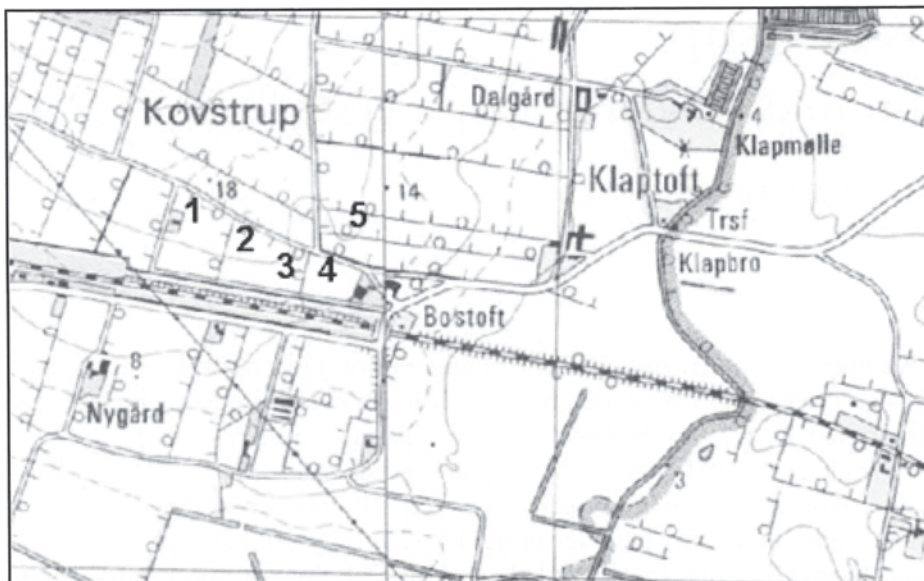 Dalgård
Kovstrup
4
Klapmølle
18
14
Klaptoft
1
5
Trsf
2
3
4
Klapbro
Bostoft
8
Nygård
3